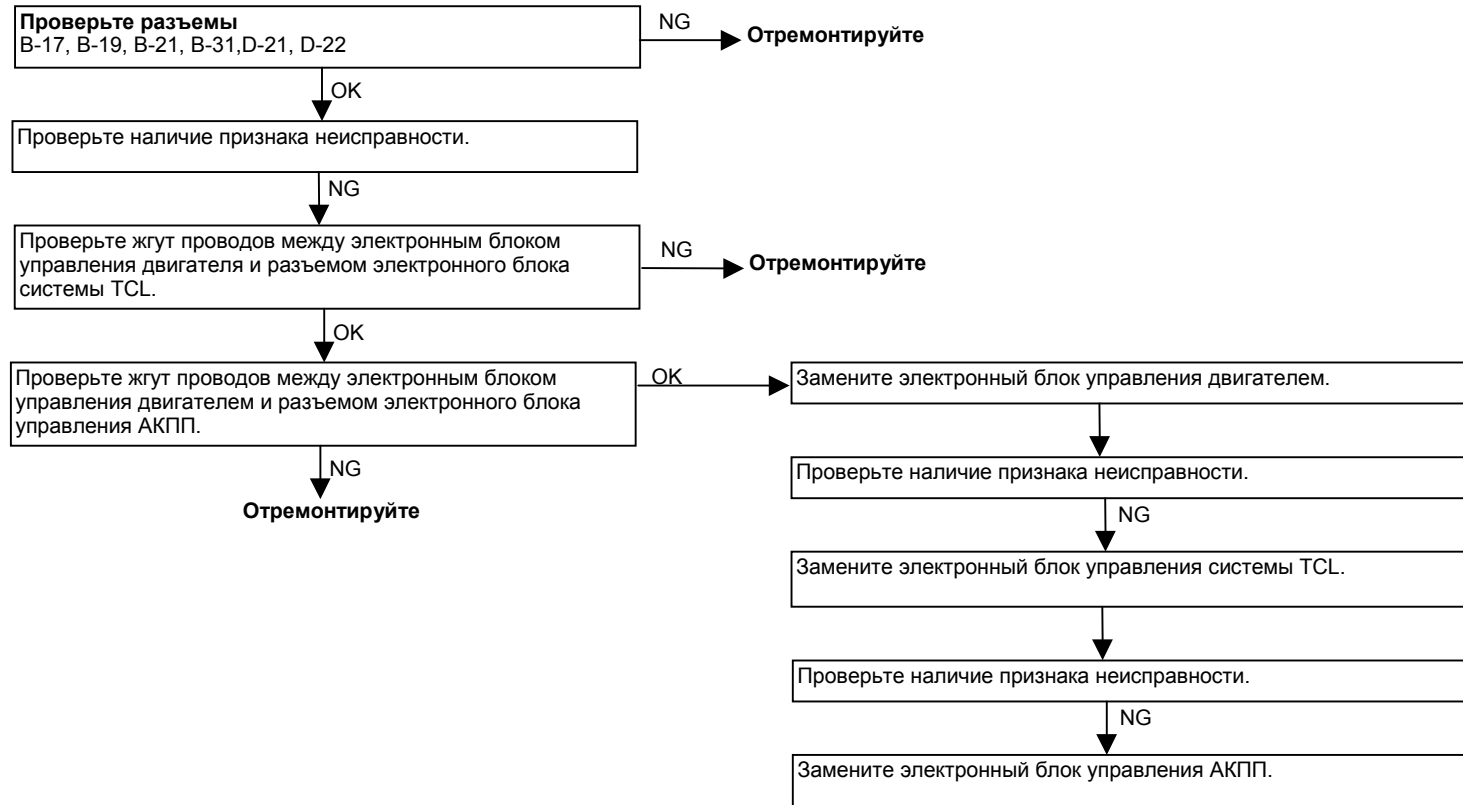 Проверьте разъемы
B-17, B-19, B-21, B-31,D-21, D-22
NG
Отремонтируйте
OK
Проверьте наличие признака неисправности.
NG
Проверьте жгут проводов между электронным блоком
управления двигателя и разъемом электронного блока
системы TCL.
NG
Отремонтируйте
OK
Проверьте жгут проводов между электронным блоком
управления двигателем и разъемом электронного блока
управления АКПП.
NG
Отремонтируйте
OK
Замените электронный блок управления двигателем.
Проверьте наличие признака неисправности.
NG
Замените электронный блок управления системы TCL.
Проверьте наличие признака неисправности.
NG
Замените электронный блок управления АКПП.